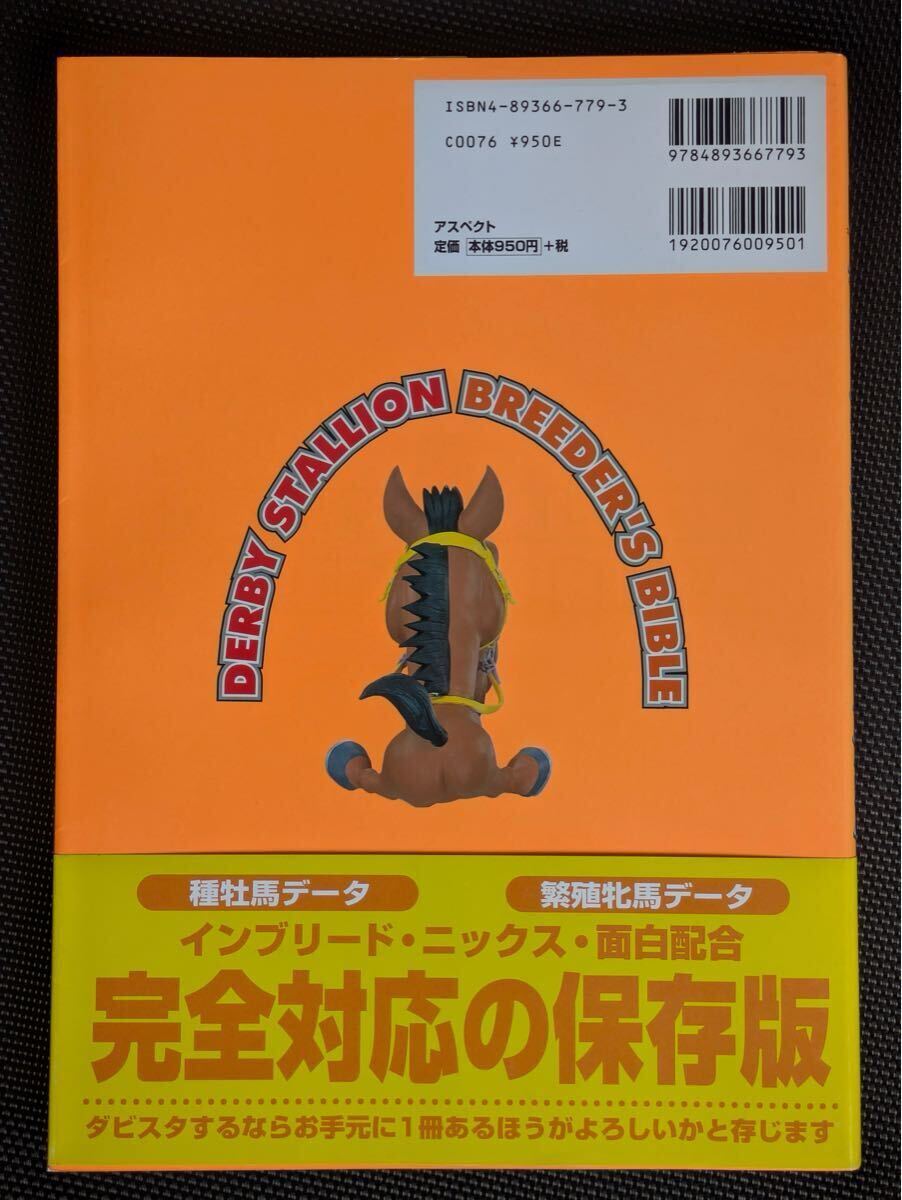 ISBN4-89366-779-3
C0076 ¥950E
9784893667793
1920076009501
アスペクト
定価 本体950円+税
DERBY STALLION BREEDER'S BIBLE
種牡馬データ
繁殖牝馬データ
インブリード・ニックス・面白配合
完全対応の保存版
ダビスタするならお手元に1冊あるほうがよろしいかと存じます